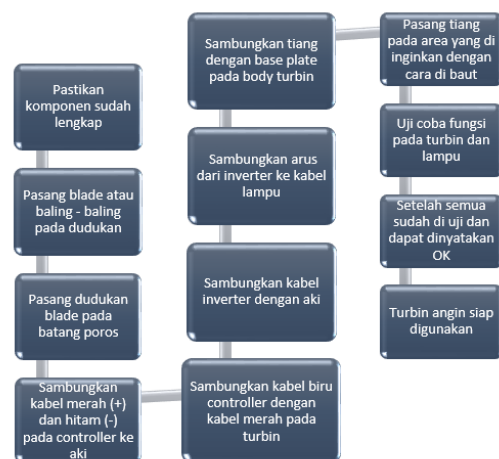 Pastikan
komponen sudah
lengkap
Pasang blade atau
baling - baling
pada dudukan
Pasang dudukan
blade pada
batang poros
Sambungkan
kabel merah (+)
dan hitam (-)
pada controller ke
aki
Sambungkan kabel biru
controller dengan
kabel merah pada
turbin
Sambungkan kabel
inverter dengan aki
Sambungkan arus
dari inverter ke kabel
lampu
Sambungkan tiang
dengan base plate
pada body turbin
Pasang tiang
pada area yang di
inginkan dengan
cara di baut
Uji coba fungsi
pada turbin dan
lampu
Setelah semua
sudah di uji dan
dapat dinyatakan
OK
Turbin angin siap
digunakan